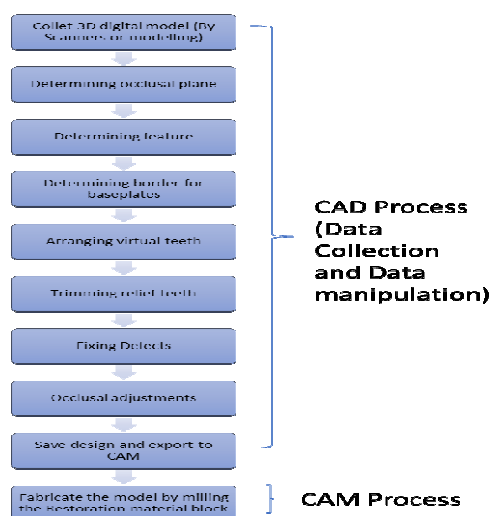 Collet 3D digital model (By
Scanners or modelling)
Determining occlusal plane
Determining feature
Determining border for
baseplates
Arranging virtual teeth
Trimming relief teeth
Fixing Defects
Occlusal adjustments
Save design and export to
CAM
Fabricate the model by milling
the Restoration material block
CAD Process
(Data
Collection
and Data
manipulation)
CAM Process